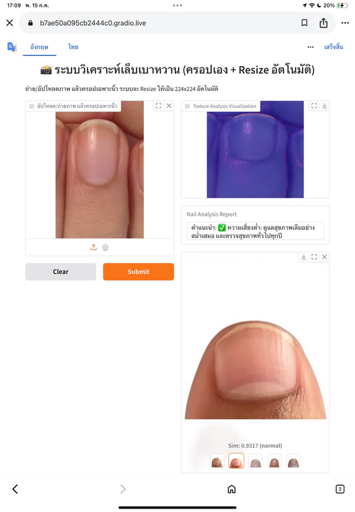 17:09 พ. 15 ก.ค.
21%
b7ae50a095cb2444c0.gradio.live
อังกฤษ ไทย เสร็จสิ้น
📸 ระบบวิเคราะห์เล็บเบาหวาน (ครอปเอง + Resize อัตโนมัติ)
ถ่าย/อัปโหลดภาพ แล้วครอปเฉพาะนิ้ว ระบบจะ Resize ให้เป็น 224x224 อัตโนมัติ
อัปโหลด/ถ่ายภาพ แล้วครอปเฉพาะนิ้ว
Texture Analysis Visualization
Nail Analysis Report
คำแนะนำ: ✅ ความเสี่ยงต่ำ: ดูแลสุขภาพเล็บอย่าง
สม่ำเสมอ และตรวจสุขภาพทั่วไปทุกปี
Clear Submit
Sim: 0.9317 (normal)
3